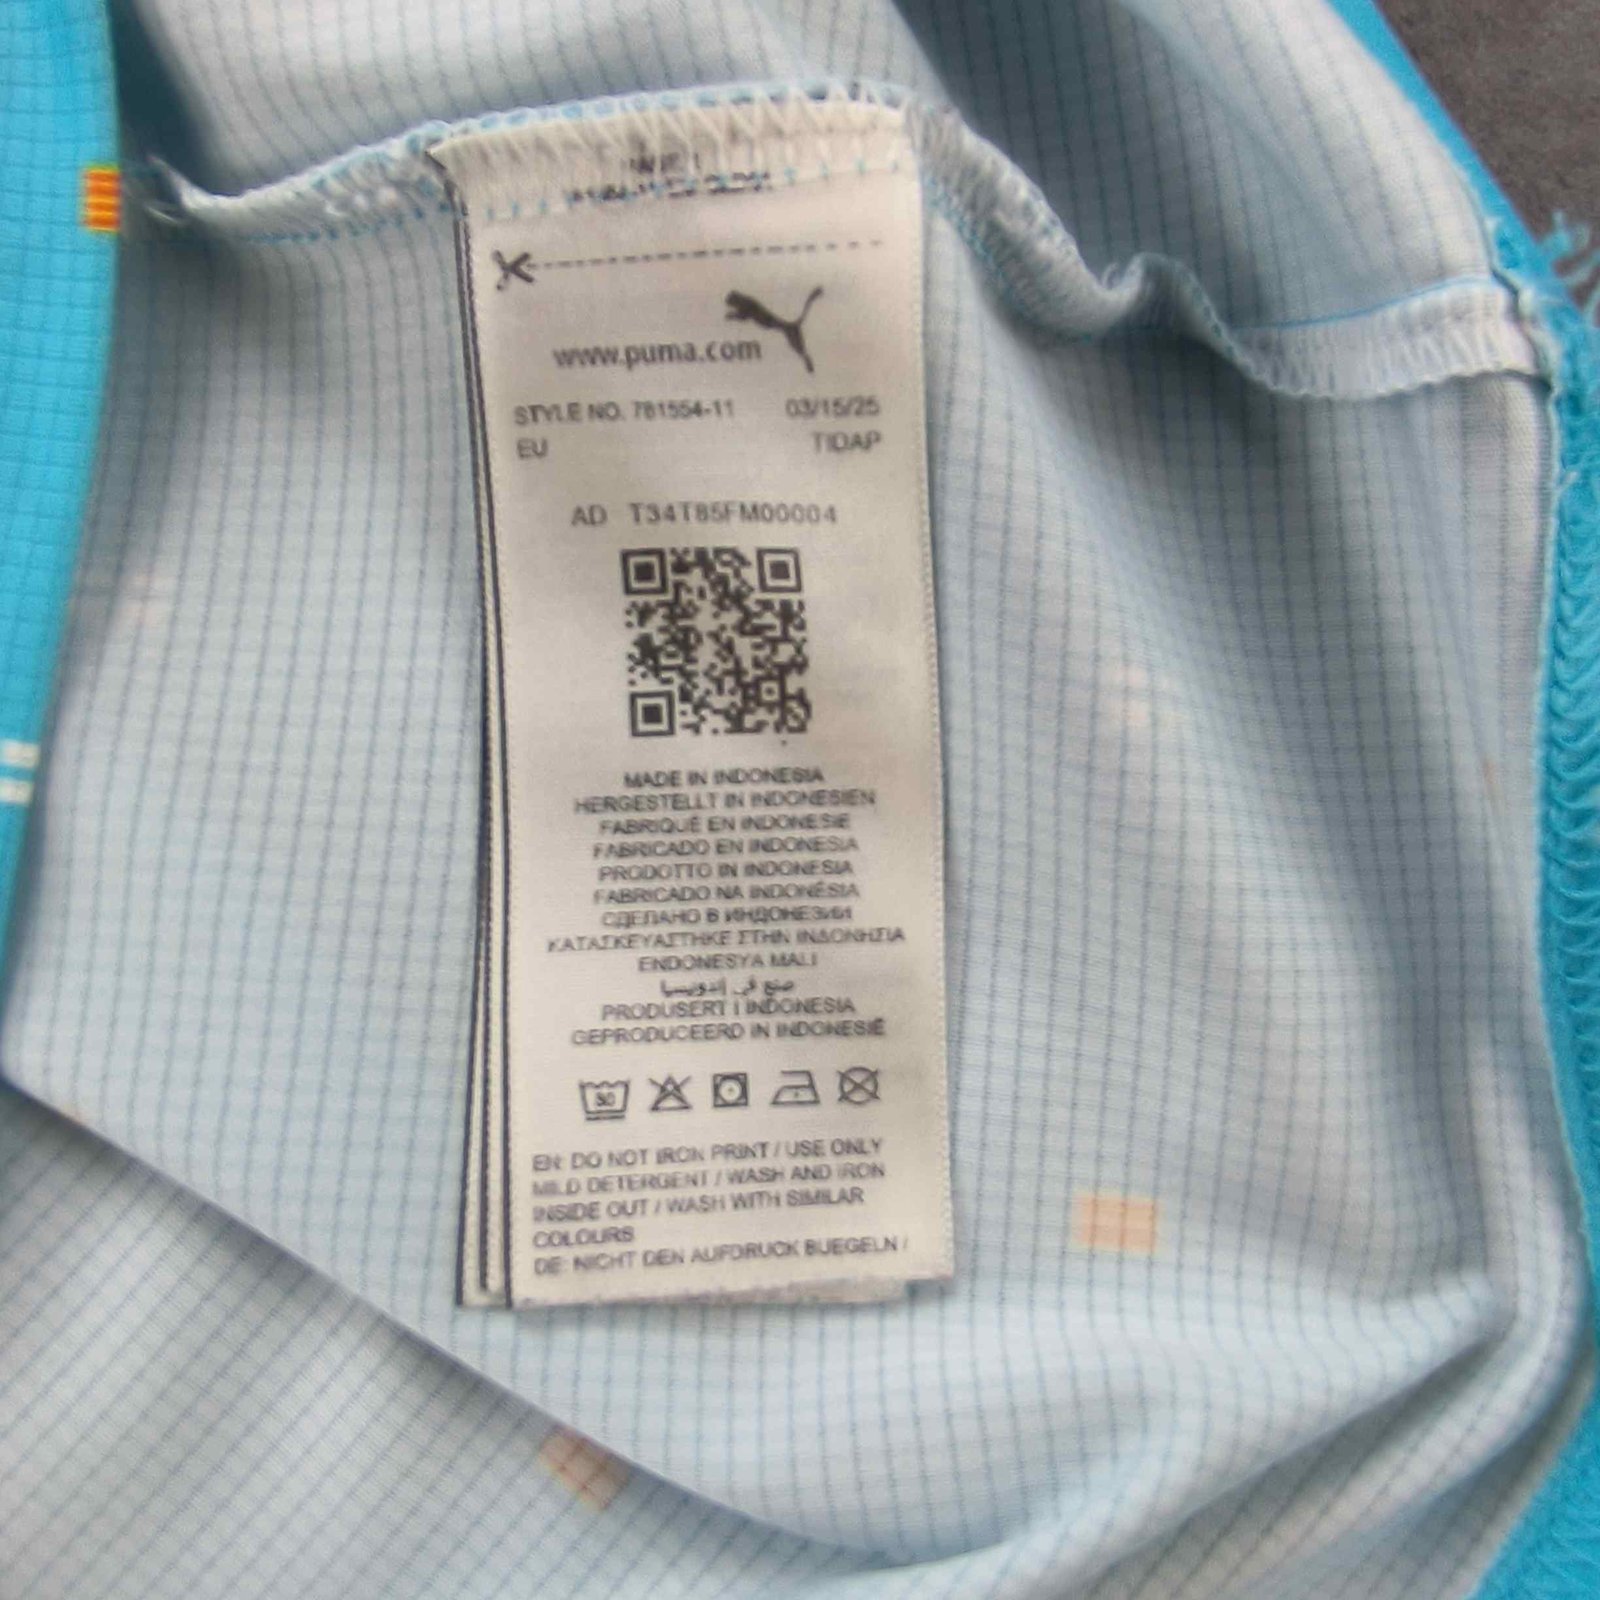 www.puma.com
STYLE NO. 781554-11 03/15/25
EU TIDAP
AD T34T85FM00004
MADE IN INDONESIA
HERGESTELLT IN INDONESIEN
FABRIQUÉ EN INDONESIE
FABRICADO EN INDONESIA
PRODOTTO IN INDONESIA
FABRICADO NA INDONÉSIA
СДЕЛАНО В ИНДОНЕЗИИ
ΚΑΤΑΣΚΕΥΑΣΤΗΚΕ ΣΤΗΝ ΙΝΔΟΝΗΣΙΑ
ENDONESYA MALI
صنع في إندونيسيا
PRODUSERT I INDONESIA
GEPRODUCEERD IN INDONESIË
30
EN: DO NOT IRON PRINT / USE ONLY
MILD DETERGENT / WASH AND IRON
INSIDE OUT / WASH WITH SIMILAR
COLOURS
DE: NICHT DEN AUFDRUCK BUEGELN /